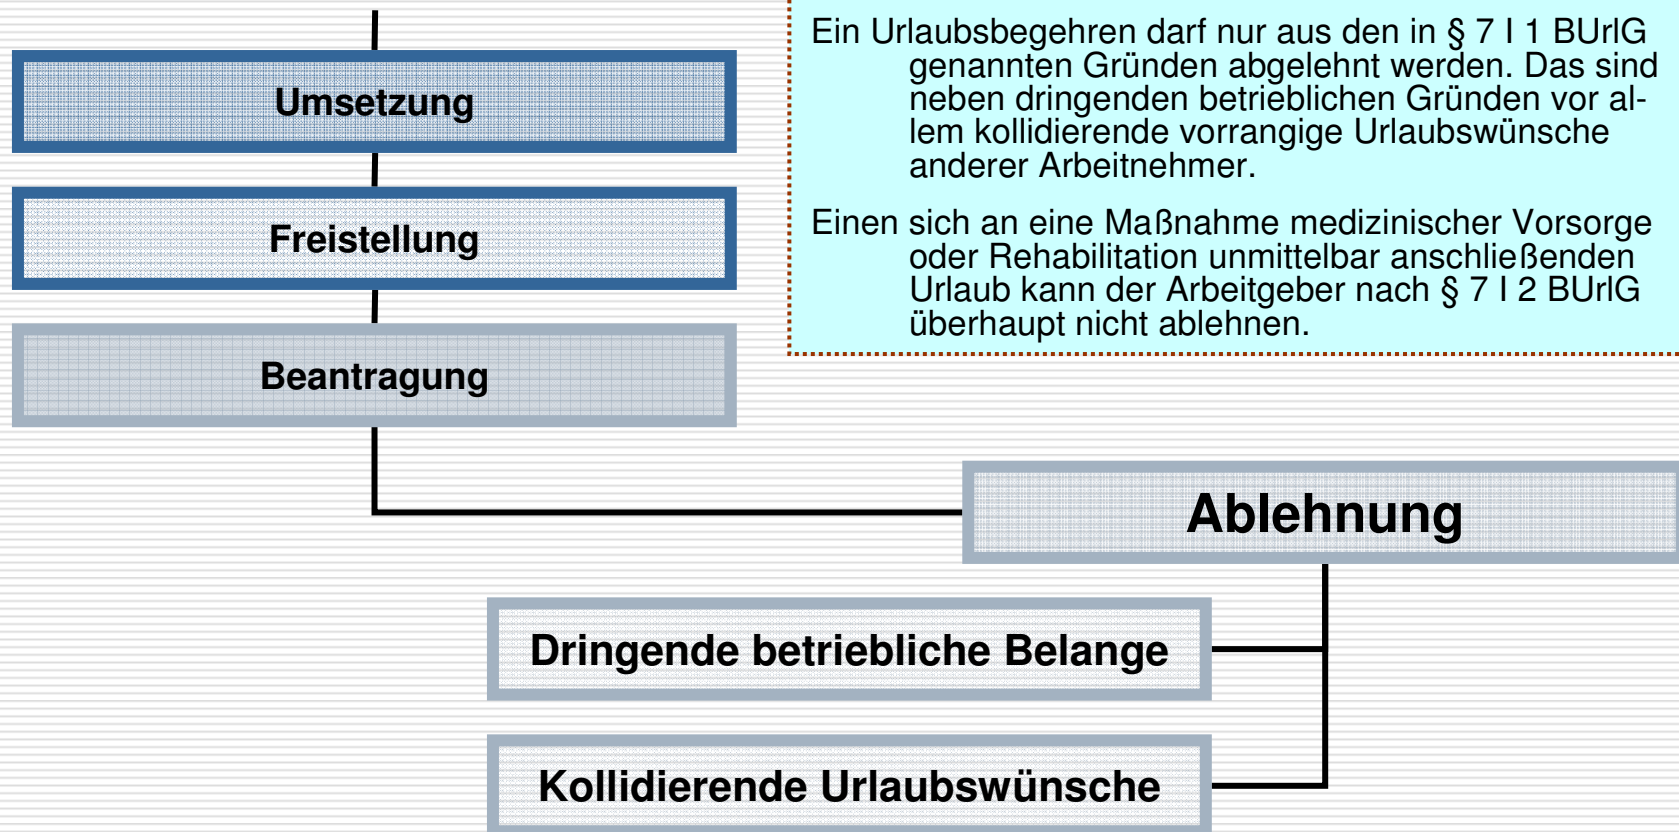 Ein Urlaubsbegehren darf nur aus den in § 7 I 1 BUrlG
genannten Gründen abgelehnt werden. Das sind
neben dringenden betrieblichen Gründen vor al-
lem kollidierende vorrangige Urlaubswünsche
anderer Arbeitnehmer.
Einen sich an eine Maßnahme medizinischer Vorsorge
oder Rehabilitation unmittelbar anschließenden
Urlaub kann der Arbeitgeber nach § 7 I 2 BUrlG
überhaupt nicht ablehnen.
Umsetzung
Freistellung
Beantragung
Ablehnung
Dringende betriebliche Belange
Kollidierende Urlaubswünsche